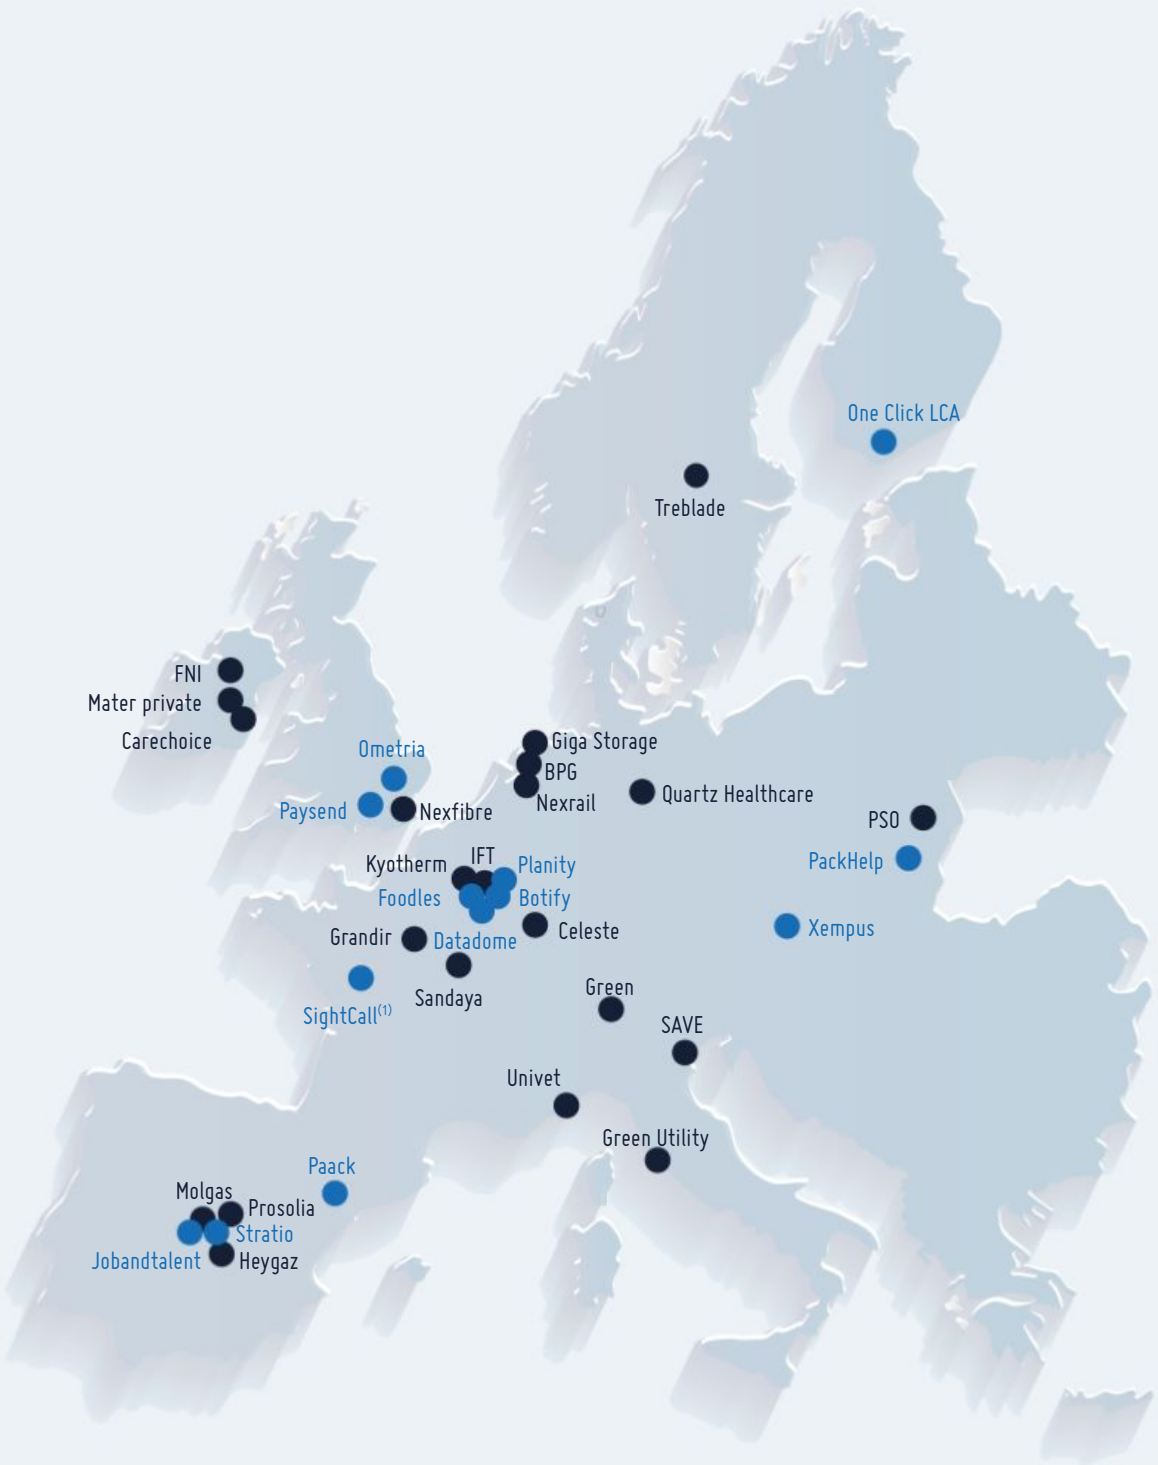 One Click LCA
Treblade
FNI
Mater private
Carechoice
Ometria
Paysend
Nexfibre
Giga Storage
BPG
Nexrail
Quartz Healthcare
PSO
PackHelp
Xempus
IFT
Kyotherm
Planity
Foodles
Botify
Datadome
Celeste
Grandir
Sandaya
SightCall(1)
Green
SAVE
Univet
Green Utility
Paack
Molgas
Prosolia
Stratio
Jobandtalent
Heygaz